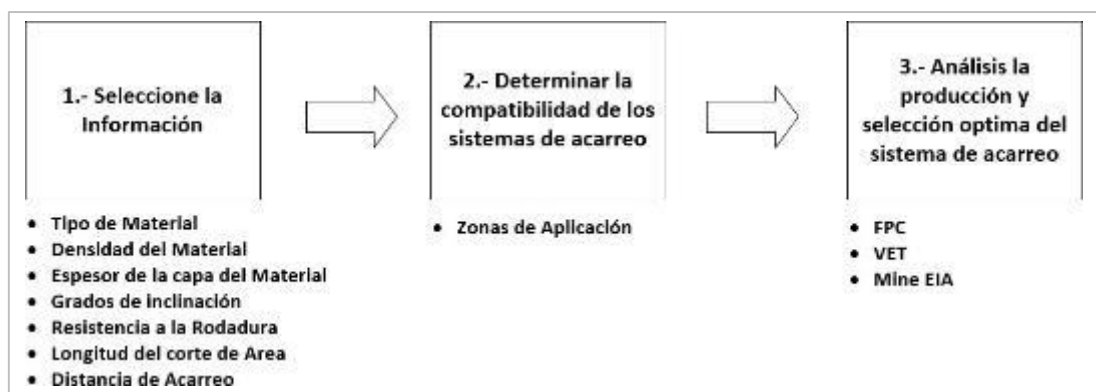 1.- Seleccione la
Información
2.- Determinar la
compatibilidad de los
sistemas de acarreo
3.- Análisis la
producción y
selección optima del
sistema de acarreo
• Tipo de Material
• Densidad del Material
• Espesor de la capa del Material
• Grados de inclinación
• Resistencia a la Rodadura
• Longitud del corte de Area
• Distancia de Acarreo
• Zonas de Aplicación
• FPC
• VET
• Mine EIA